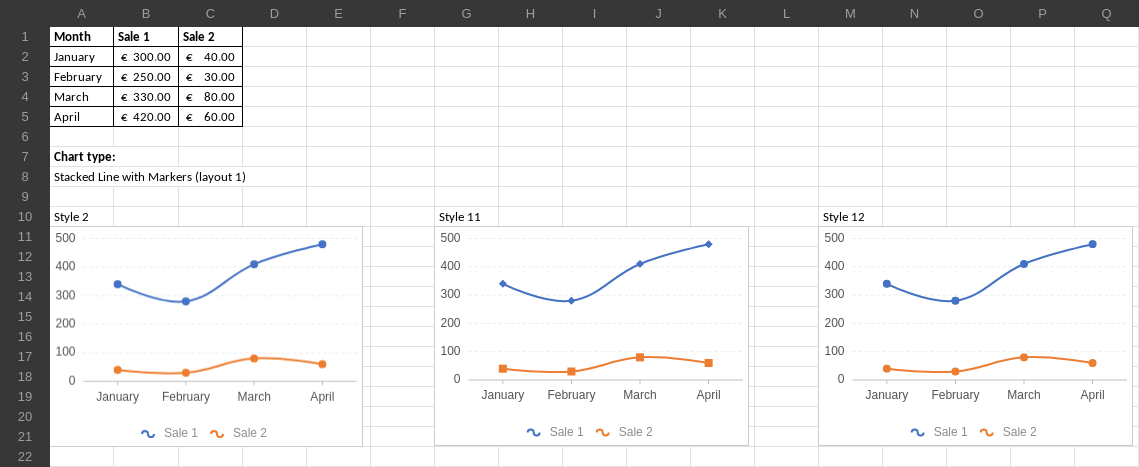 A B C D E F G H I J K L M N O P Q
1 Month Sale 1 Sale 2
2 January € 300.00 € 40.00
3 February € 250.00 € 30.00
4 March € 330.00 € 80.00
5 April € 420.00 € 60.00
6
7 Chart type:
8 Stacked Line with Markers (layout 1)
9
10 Style 2 Style 11 Style 12
11
12
13
14
15
16
17
18
19
20
21
22
500
400
300
200
100
0
January February March April
Sale 1 Sale 2
500
400
300
200
100
0
January February March April
Sale 1 Sale 2
500
400
300
200
100
0
January February March April
Sale 1 Sale 2